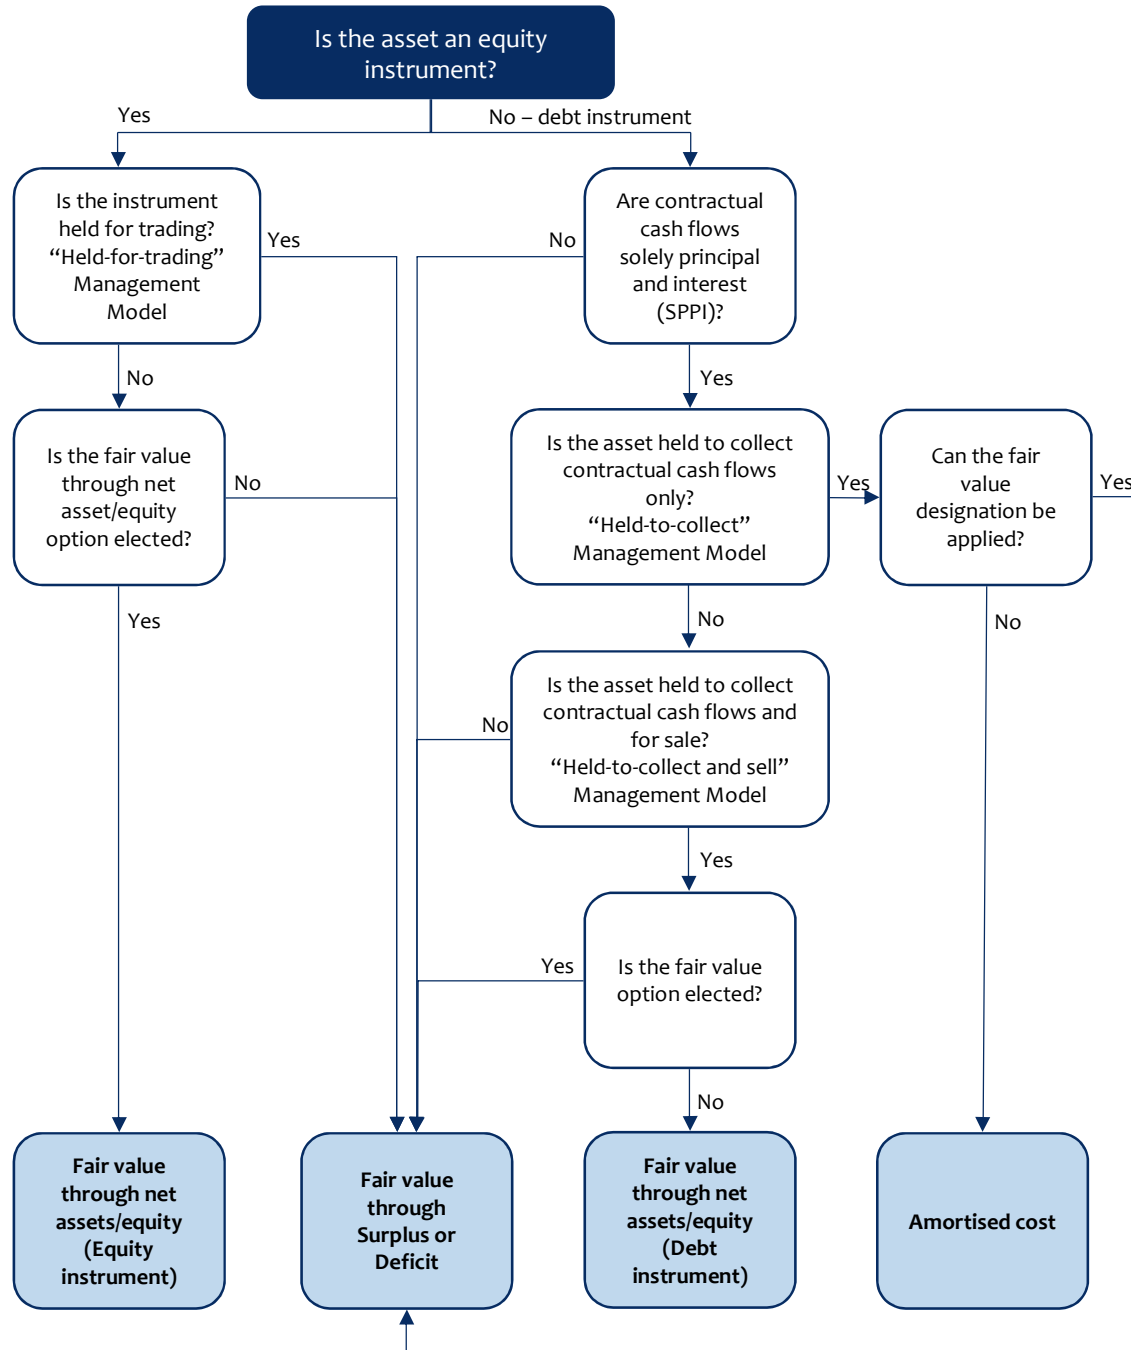 Is the asset an equity
instrument?
Yes
No – debt instrument
Is the instrument
held for trading?
“Held-for-trading”
Management
Model
Yes
No
Are contractual
cash flows
solely principal
and interest
(SPPI)?
No
Yes
Is the fair value
through net
asset/equity
option elected?
No
Is the asset held to collect
contractual cash flows
only?
“Held-to-collect”
Management Model
Yes
Can the fair
value
designation be
applied?
Yes
Yes
No
No
Is the asset held to collect
contractual cash flows and
for sale?
“Held-to-collect and sell”
Management Model
No
Yes
Yes
Is the fair value
option elected?
No
Fair value
through net
assets/equity
(Equity
instrument)
Fair value
through
Surplus or
Deficit
Fair value
through net
assets/equity
(Debt
instrument)
Amortised cost